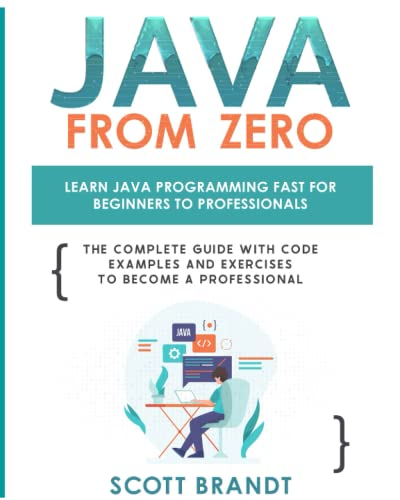 JAVA
FROM ZERO
LEARN JAVA PROGRAMMING FAST FOR
BEGINNERS TO PROFESSIONALS
{ THE COMPLETE GUIDE WITH CODE
EXAMPLES AND EXERCISES
TO BECOME A PROFESSIONAL
JAVA
{*}
</>
}
SCOTT BRANDT